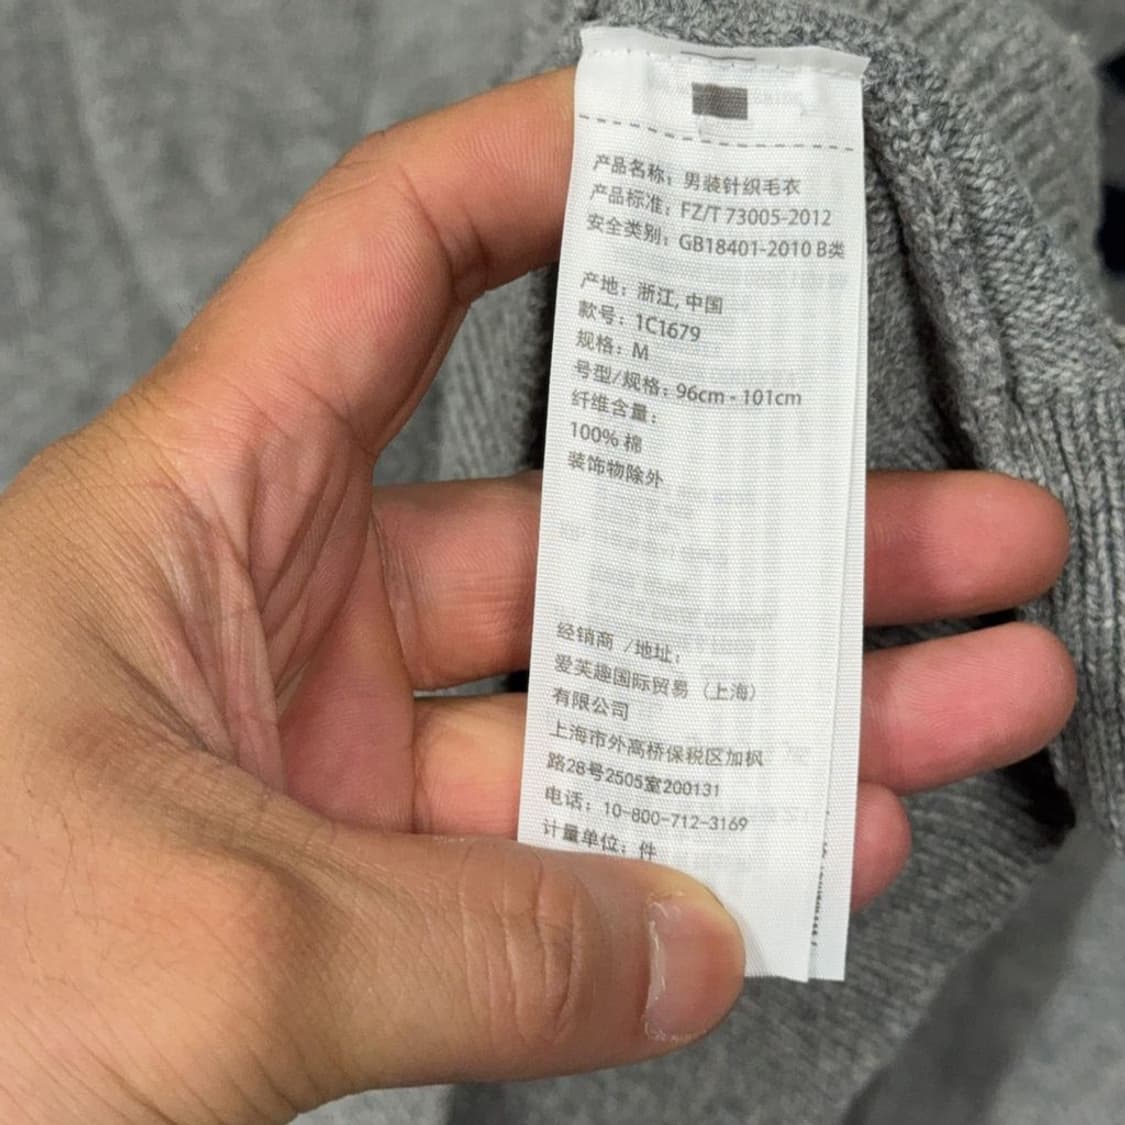 产品名称：男装针织毛衣
产品标准：FZ/T 73005-2012
安全类别：GB18401-2010 B类
产地：浙江, 中国
款号：1C1679
规格：M
号型/规格：96cm - 101cm
纤维含量：
100% 棉
装饰物除外
经销商 /地址：
爱芙趣国际贸易（上海）
有限公司
上海市外高桥保税区加枫
路28号2505室200131
电话：10-800-712-3169
计量单位：件